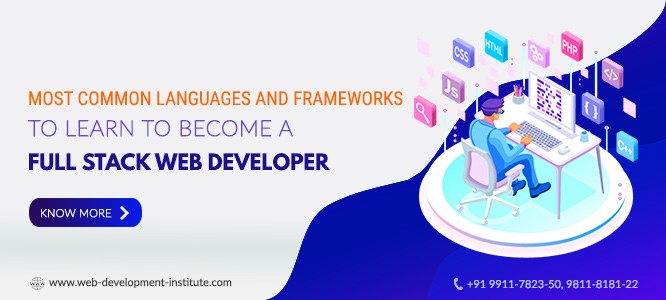 MOST COMMON LANGUAGES AND FRAMEWORKS
TO LEARN TO BECOME A
FULL STACK WEB DEVELOPER
KNOW MORE
CSS
HTML
PHP
</>
Js
{ }
C++
www.web-development-institute.com
+91 9911-7823-50, 9811-8181-22